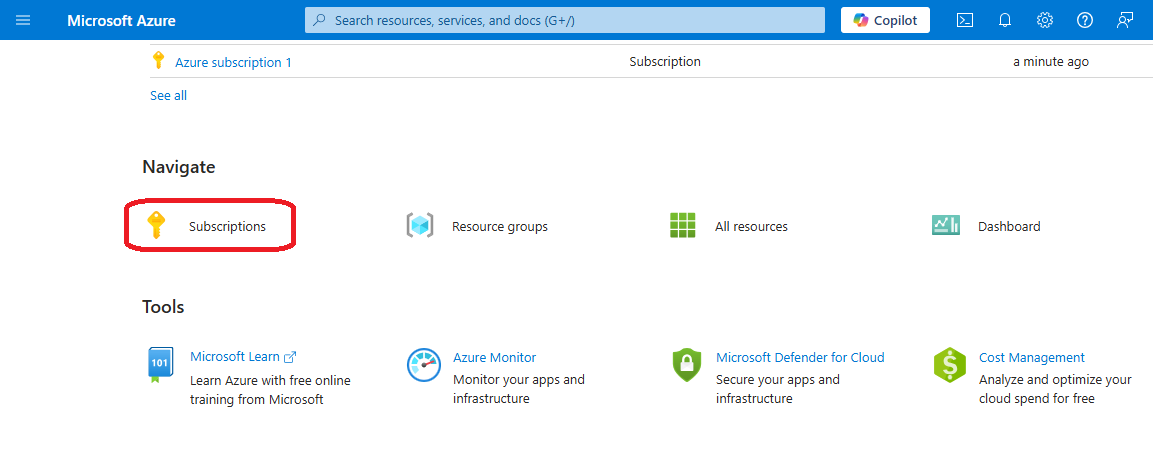 Microsoft Azure
Search resources, services, and docs (G+/)
Copilot
Azure subscription 1
Subscription
a minute ago
See all
Navigate
Subscriptions
Resource groups
All resources
Dashboard
Tools
101
Microsoft Learn
Learn Azure with free online
training from Microsoft
Azure Monitor
Monitor your apps and
infrastructure
Microsoft Defender for Cloud
Secure your apps and
infrastructure
$
Cost Management
Analyze and optimize your
cloud spend for free